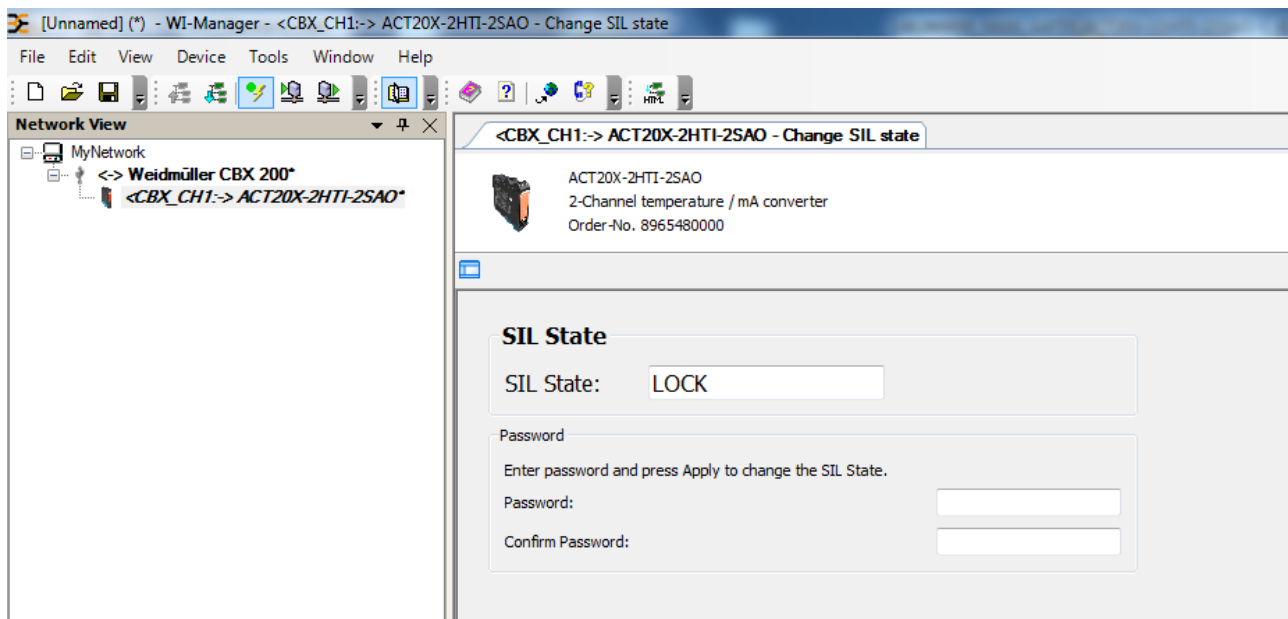 [Unnamed] (*) - WI-Manager - <CBX_CH1:-> ACT20X-2HTI-2SAO - Change SIL state
File Edit View Device Tools Window Help
HTML
Network View
MyNetwork
<-> Weidmüller CBX 200*
<CBX_CH1:-> ACT20X-2HTI-2SAO*
<CBX_CH1:-> ACT20X-2HTI-2SAO - Change SIL state
ACT20X-2HTI-2SAO
2-Channel temperature / mA converter
Order-No. 8965480000
SIL State
SIL State: LOCK
Password
Enter password and press Apply to change the SIL State.
Password:
Confirm Password: